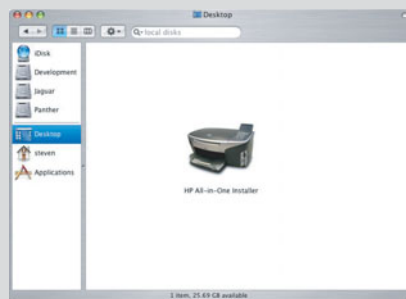 Desktop
local disks
iDisk
Development
Jagvar
Panther
Desktop
steven
Applications
HP All-in-One Installer
1 item, 25.69 GB available